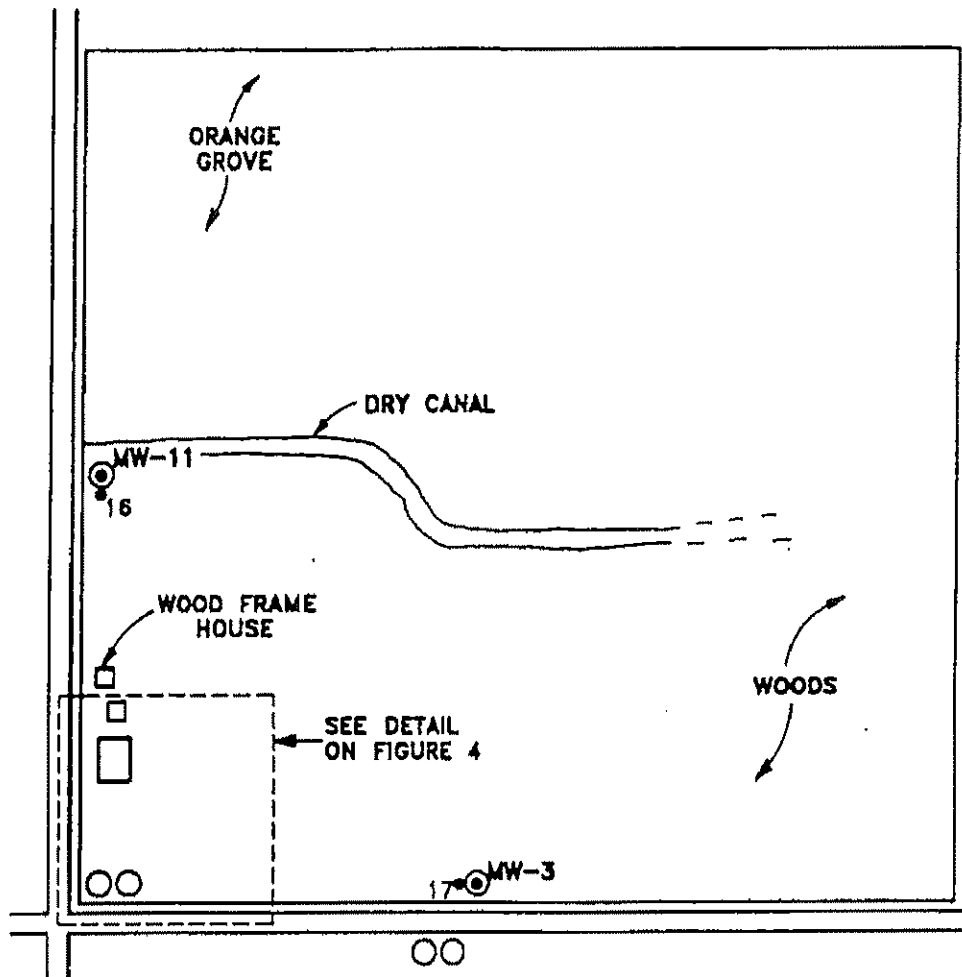 ORANGE
GROVE
DRY CANAL
MW-11
16
WOOD FRAME
HOUSE
WOODS
SEE DETAIL
ON FIGURE 4
17
MW-3